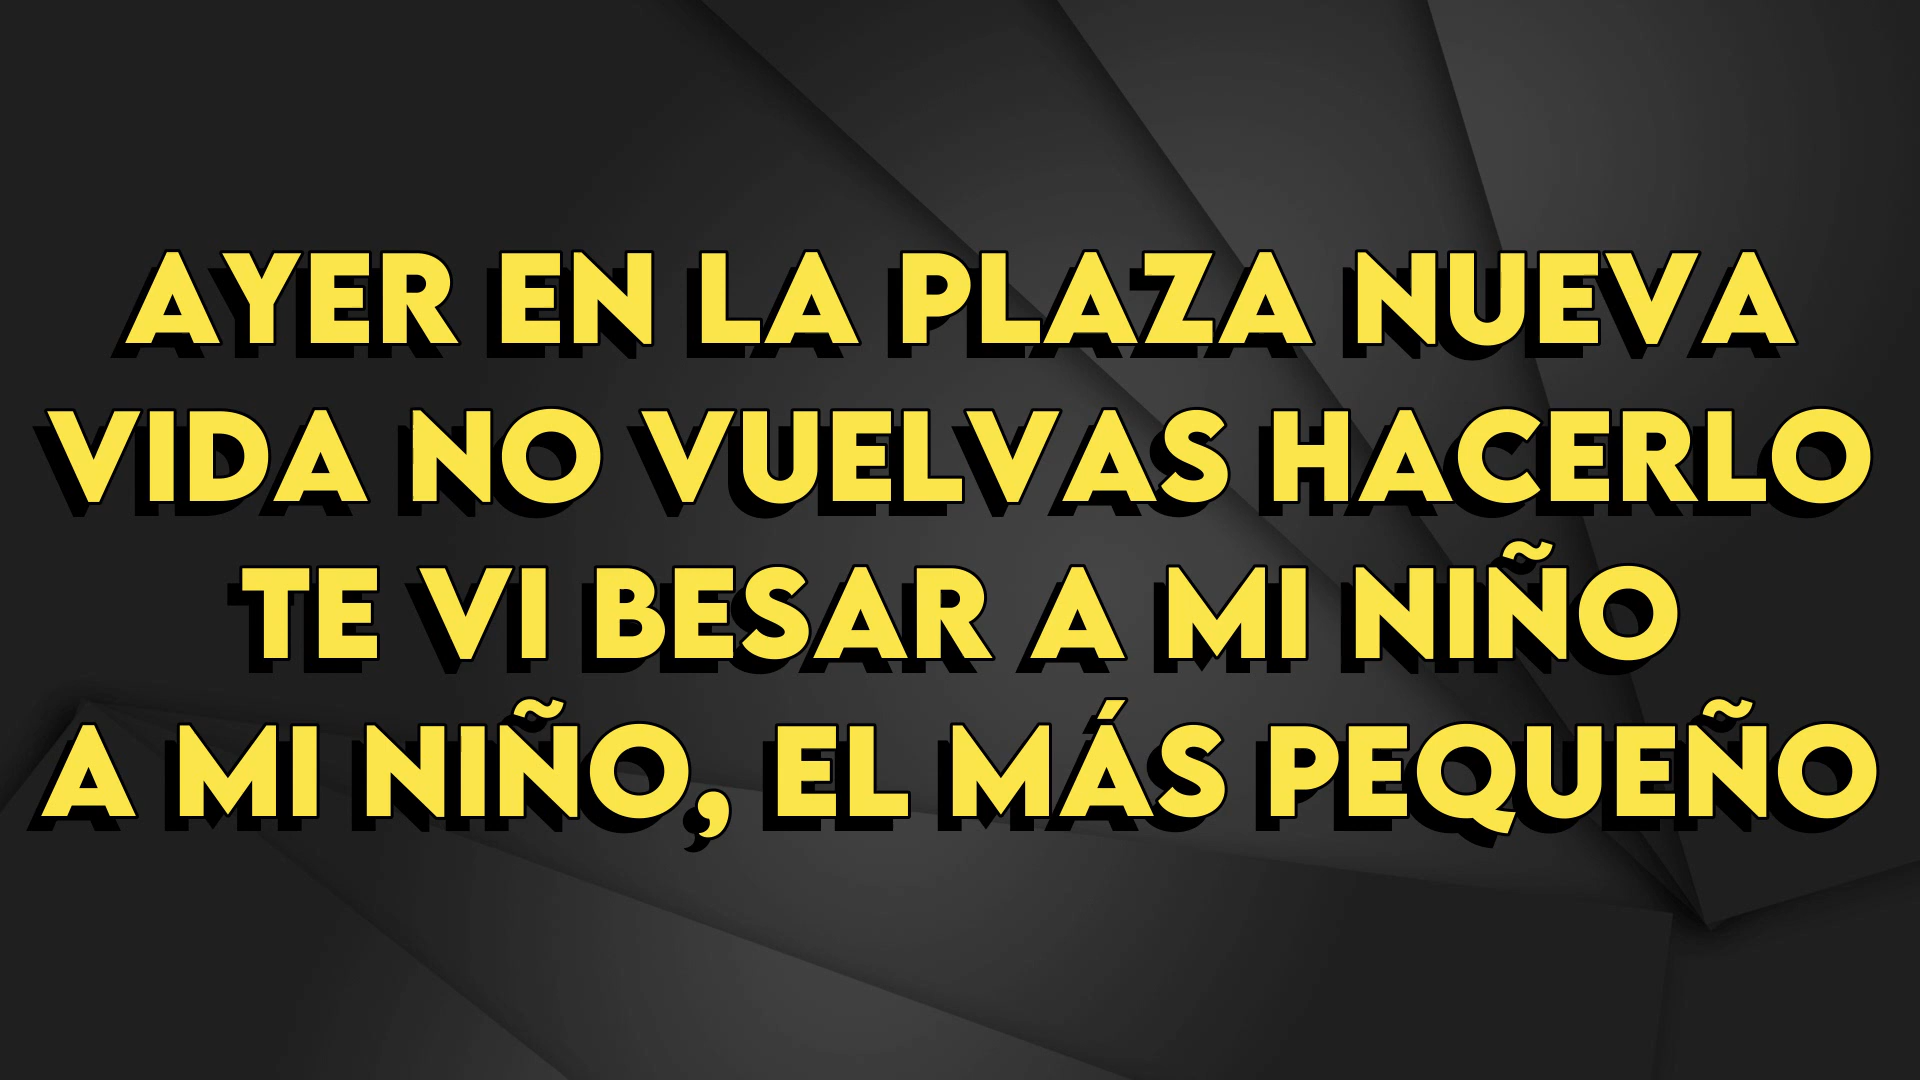 AYER EN LA PLAZA NUEVA
VIDA NO VUELVAS HACERLO
TE VI BESAR A MI NIÑO
A MI NIÑO, EL MÁS PEQUEÑO